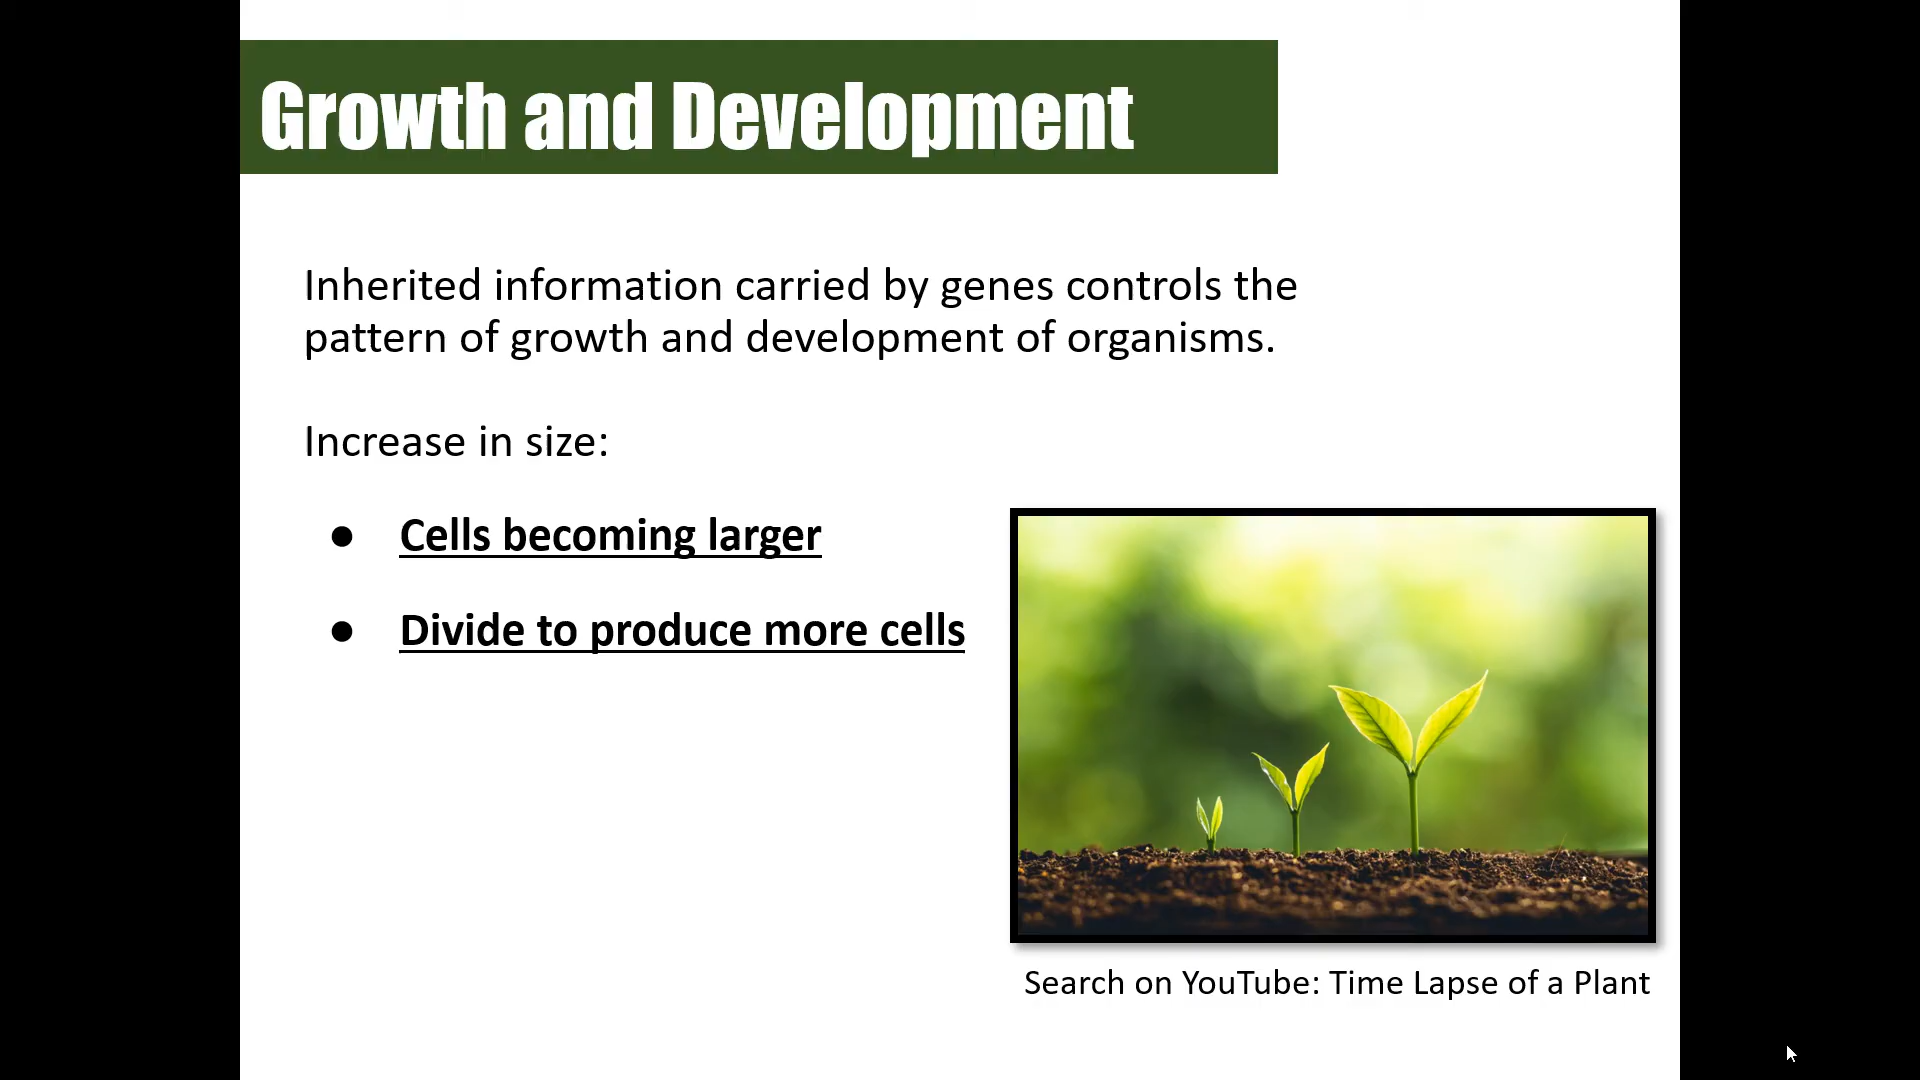 Growth and Development
Inherited information carried by genes controls the
pattern of growth and development of organisms.
Increase in size:
● Cells becoming larger
● Divide to produce more cells
Search on YouTube: Time Lapse of a Plant